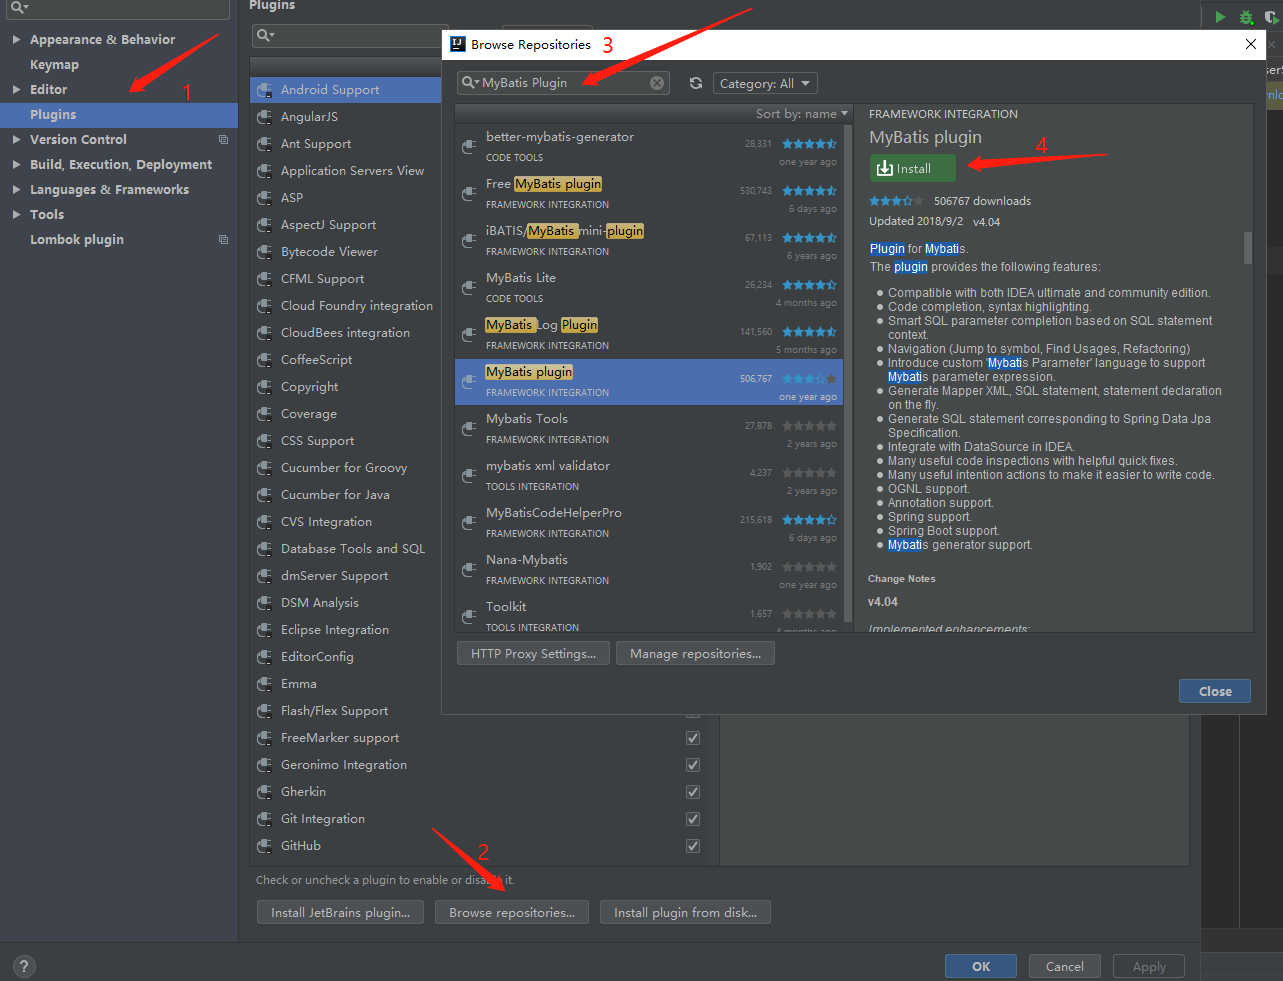 Plugins
Appearance & Behavior
Keymap
Editor
Plugins
Version Control
Build, Execution, Deployment
Languages & Frameworks
Tools
Lombok plugin
1
Android Support
AngularJS
Ant Support
Application Servers View
ASP
AspectJ Support
Bytecode Viewer
CFML Support
Cloud Foundry integration
CloudBees integration
CoffeeScript
Copyright
Coverage
CSS Support
Cucumber for Groovy
Cucumber for Java
CVS Integration
Database Tools and SQL
dmServer Support
DSM Analysis
Eclipse Integration
EditorConfig
Emma
Flash/Flex Support
FreeMarker support
Geronimo Integration
Gherkin
Git Integration
GitHub
2
Check or uncheck a plugin to enable or disable it.
Install JetBrains plugin...
Browse repositories...
Install plugin from disk...
Browse Repositories
3
MyBatis Plugin
Category: All
Sort by: name
better-mybatis-generator 28,331
CODE TOOLS one year ago
Free MyBatis plugin 530,743
FRAMEWORK INTEGRATION 6 days ago
iBATIS/MyBatis mini-plugin 67,113
FRAMEWORK INTEGRATION 6 years ago
MyBatis Lite 26,234
CODE TOOLS 4 months ago
MyBatis Log Plugin 141,560
FRAMEWORK INTEGRATION 5 months ago
MyBatis plugin 506,767
FRAMEWORK INTEGRATION one year ago
Mybatis Tools 27,878
FRAMEWORK INTEGRATION 2 years ago
mybatis xml validator 4,237
TOOLS INTEGRATION 2 years ago
MyBatisCodeHelperPro 215,618
FRAMEWORK INTEGRATION 6 days ago
Nana-Mybatis 1,902
FRAMEWORK INTEGRATION one year ago
Toolkit 1,657
TOOLS INTEGRATION 4 months ago
FRAMEWORK INTEGRATION
MyBatis plugin
4
Install
506767 downloads
Updated 2018/9/2 v4.04
Plugin for Mybatis.
The plugin provides the following features:
Compatible with both IDEA ultimate and community edition.
Code completion, syntax highlighting.
Smart SQL parameter completion based on SQL statement
context.
Navigation (Jump to symbol, Find Usages, Refactoring)
Introduce custom 'Mybatis Parameter' language to support
Mybatis parameter expression.
Generate Mapper XML, SQL statement, statement declaration
on the fly.
Generate SQL statement corresponding to Spring Data Jpa
Specification.
Integrate with DataSource in IDEA.
Many useful code inspections with helpful quick fixes.
Many useful intention actions to make it easier to write code.
OGNL support.
Annotation support.
Spring support.
Spring Boot support.
Mybatis generator support.
Change Notes
v4.04
Implemented enhancements:
HTTP Proxy Settings...
Manage repositories...
Close
?
OK
Cancel
Apply